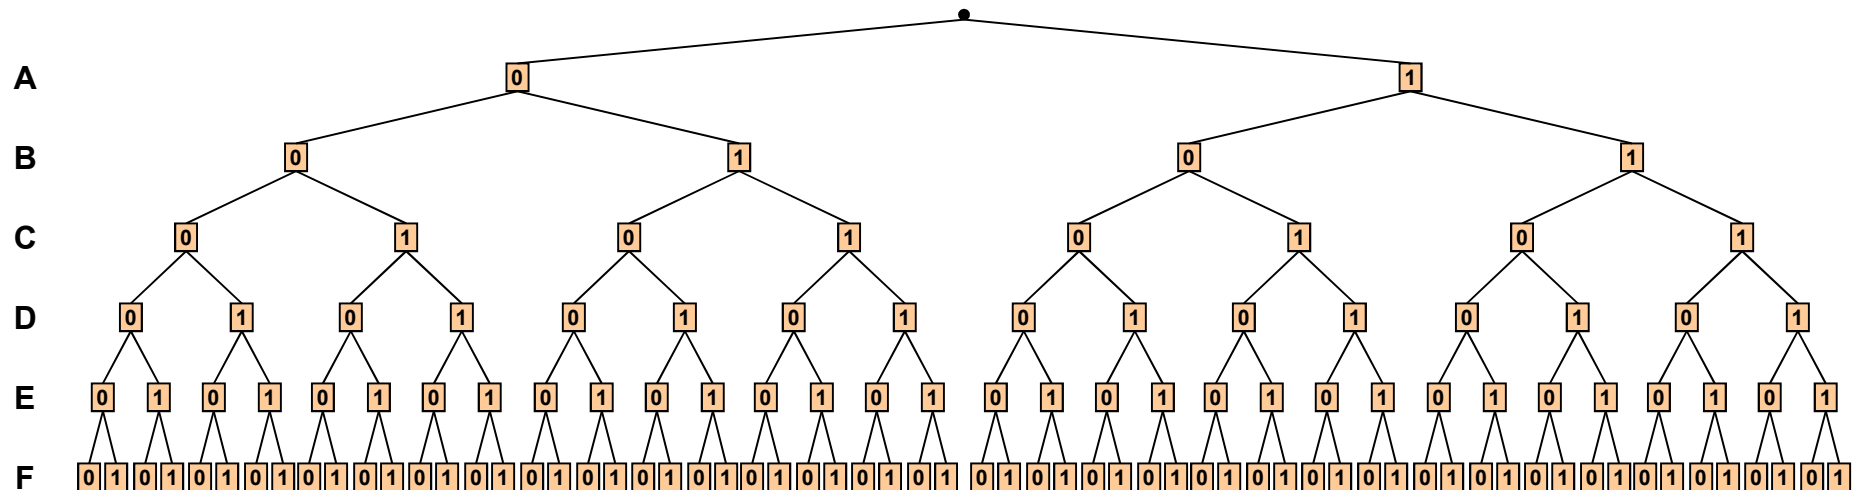 A 0 1
B 0 1 0 1
C 0 1 0 1 0 1 0 1
D 0 1 0 1 0 1 0 1 0 1 0 1 0 1 0 1
E 0 1 0 1 0 1 0 1 0 1 0 1 0 1 0 1 0 1 0 1 0 1 0 1 0 1 0 1 0 1 0 1
F 0 1 0 1 0 1 0 1 0 1 0 1 0 1 0 1 0 1 0 1 0 1 0 1 0 1 0 1 0 1 0 1 0 1 0 1 0 1 0 1 0 1 0 1 0 1 0 1 0 1 0 1 0 1 0 1 0 1 0 1 0 1 0 1